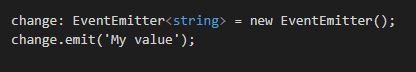 change: EventEmitter<string> = new EventEmitter();
change.emit('My value');